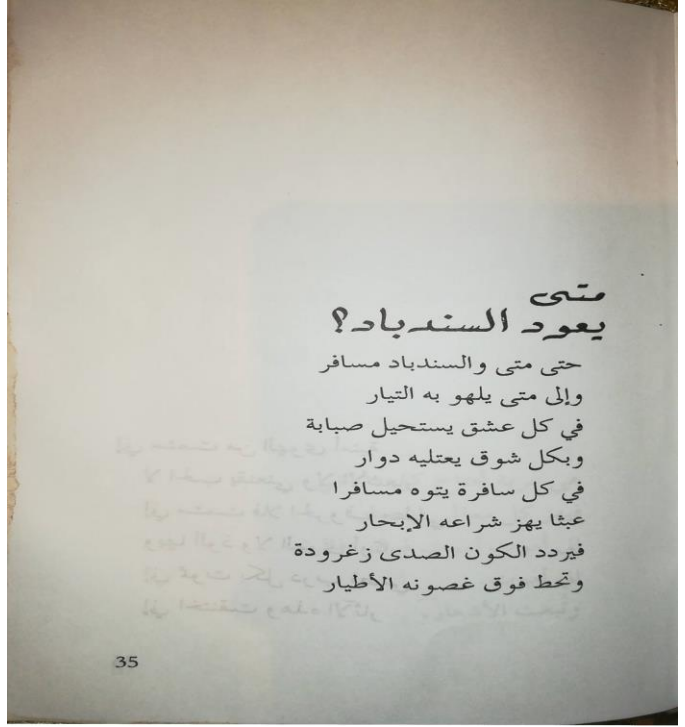 متى
يعود السندباد؟
حتى متى والسندباد مسافر
وإلى متى يلهو به التيار
في كل عشق يستحيل صبابة
وبكل شوق يعتليه دوار
في كل سافرة يتوه مسافرا
عبثا يهز شراعه الإبحار
فيردد الكون الصدى زغرودة
وتحط فوق غصونه الأطيار
35